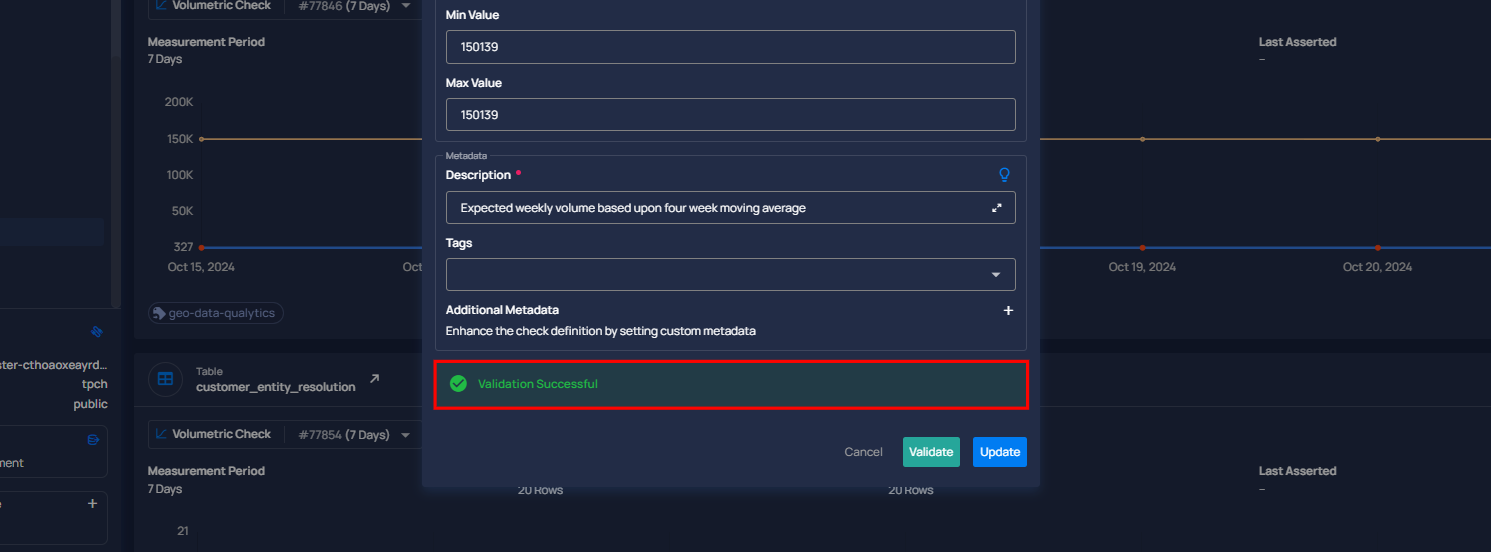 Volumetric Check
#77846 (7 Days)
Measurement Period
7 Days
Last Asserted
–
200K
150K
100K
50K
327
Oct 15, 2024
Oct
Oct 19, 2024
Oct 20, 2024
geo-data-qualytics
Min Value
150139
Max Value
150139
Metadata
Description
Expected weekly volume based upon four week moving average
Tags
Additional Metadata
+
Enhance the check definition by setting custom metadata
Validation Successful
Cancel
Validate
Update
ster-cthoaoxeayrd...
tpch
public
ment
e
+
Table
customer_entity_resolution
Volumetric Check
#77854 (7 Days)
Measurement Period
7 Days
20 Rows
20 Rows
Last Asserted
–
21